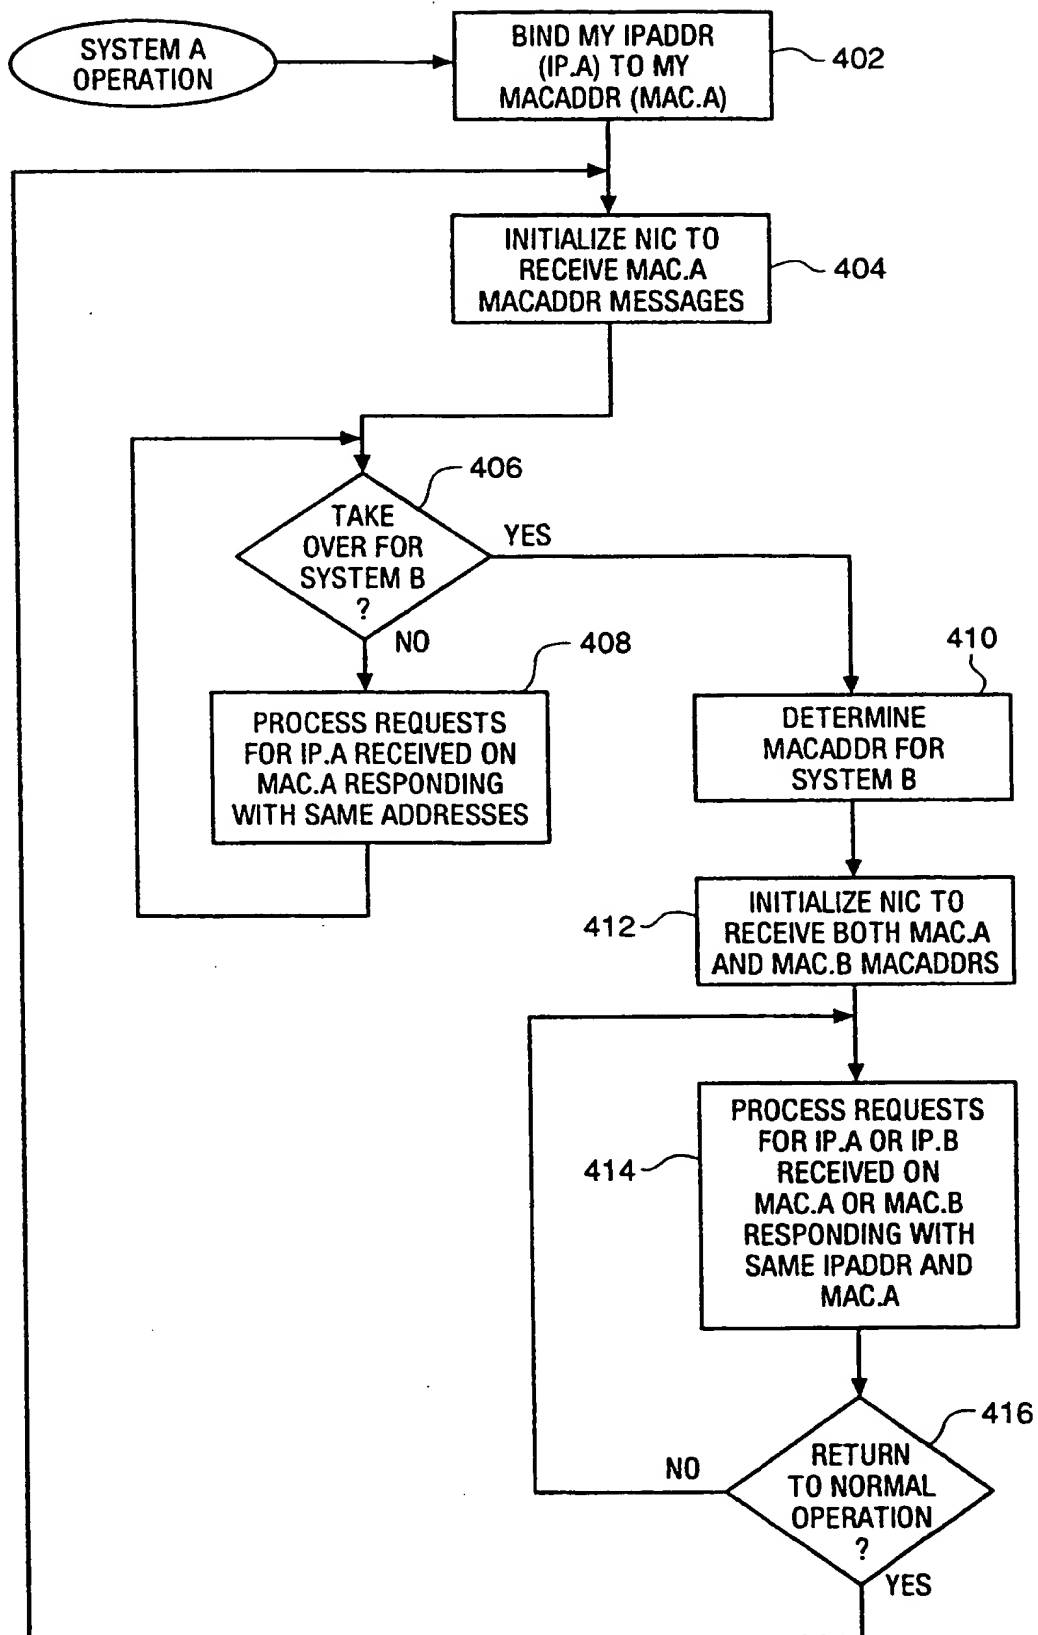 SYSTEM A
OPERATION
BIND MY IPADDR
(IP.A) TO MY
MACADDR (MAC.A)
402
INITIALIZE NIC TO
RECEIVE MAC.A
MACADDR MESSAGES
404
406
TAKE
OVER FOR
SYSTEM B
?
YES
NO
408
PROCESS REQUESTS
FOR IP.A RECEIVED ON
MAC.A RESPONDING
WITH SAME ADDRESSES
410
DETERMINE
MACADDR FOR
SYSTEM B
412
INITIALIZE NIC TO
RECEIVE BOTH MAC.A
AND MAC.B MACADDRS
414
PROCESS REQUESTS
FOR IP.A OR IP.B
RECEIVED ON
MAC.A OR MAC.B
RESPONDING WITH
SAME IPADDR AND
MAC.A
416
RETURN
TO NORMAL
OPERATION
?
NO
YES